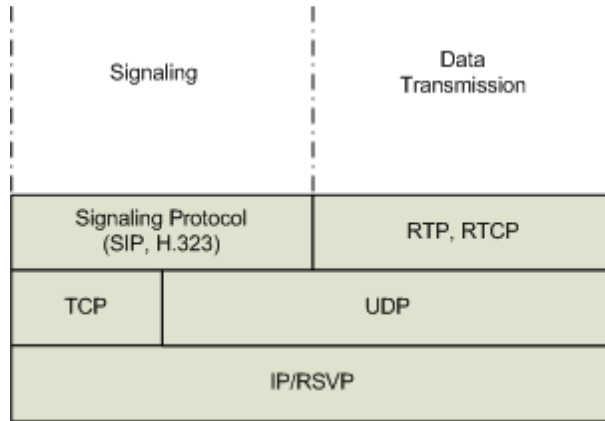 Signaling
Data
Transmission
Signaling Protocol
(SIP, H.323)
RTP, RTCP
TCP
UDP
IP/RSVP